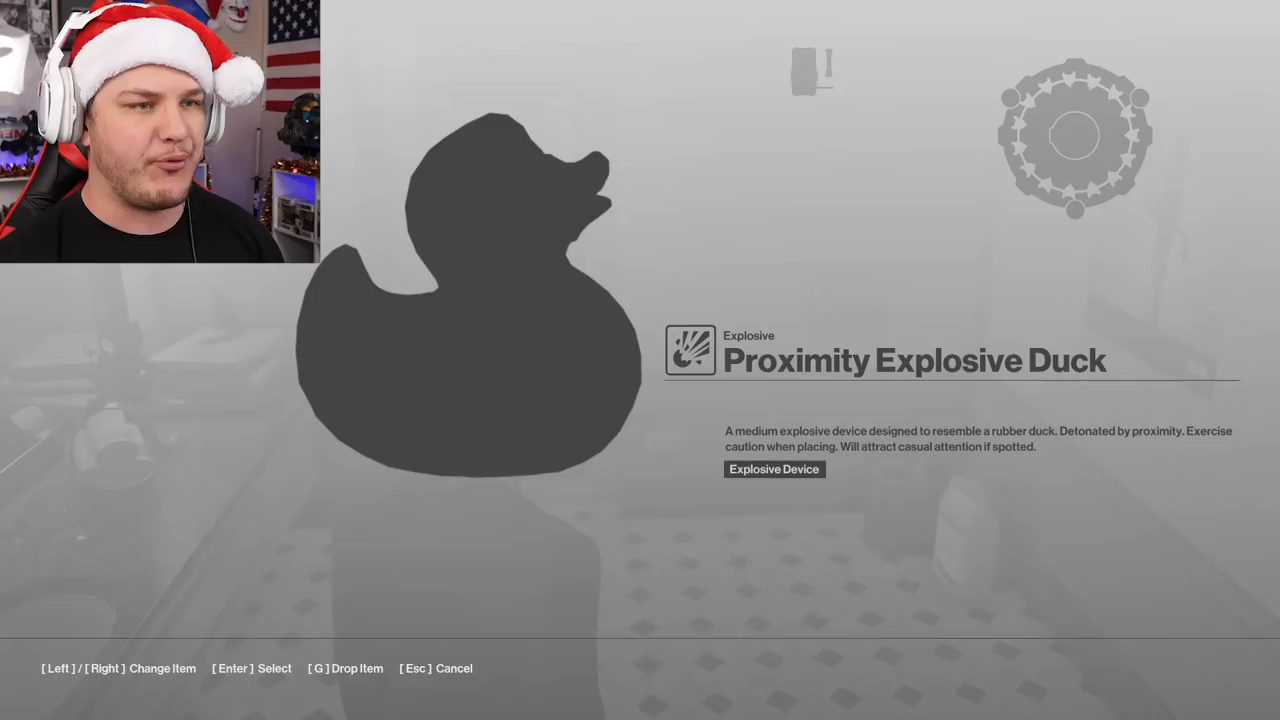 Explosive
Proximity Explosive Duck
A medium explosive device designed to resemble a rubber duck. Detonated by proximity. Exercise
caution when placing. Will attract casual attention if spotted.
Explosive Device
[ Left ] / [ Right ] Change Item [ Enter ] Select [ G ] Drop Item [ Esc ] Cancel